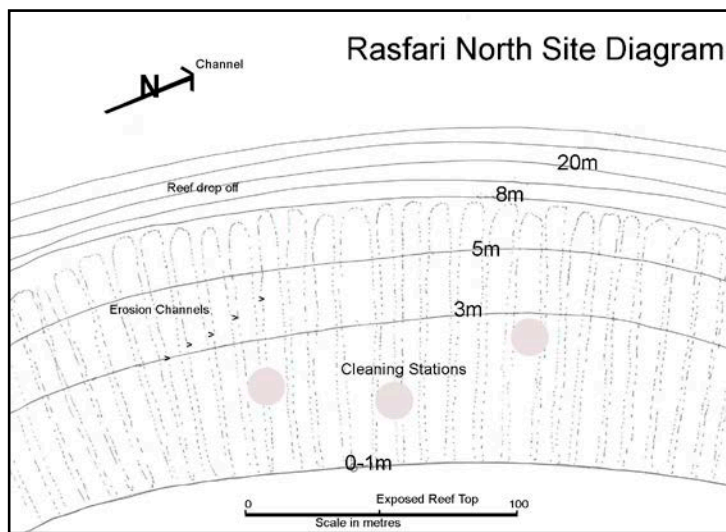 Rasfari North Site Diagram
Channel
N
20m
Reef drop off
8m
5m
Erosion Channels
3m
Cleaning Stations
0-1m
0 Exposed Reef Top 100
Scale in metres